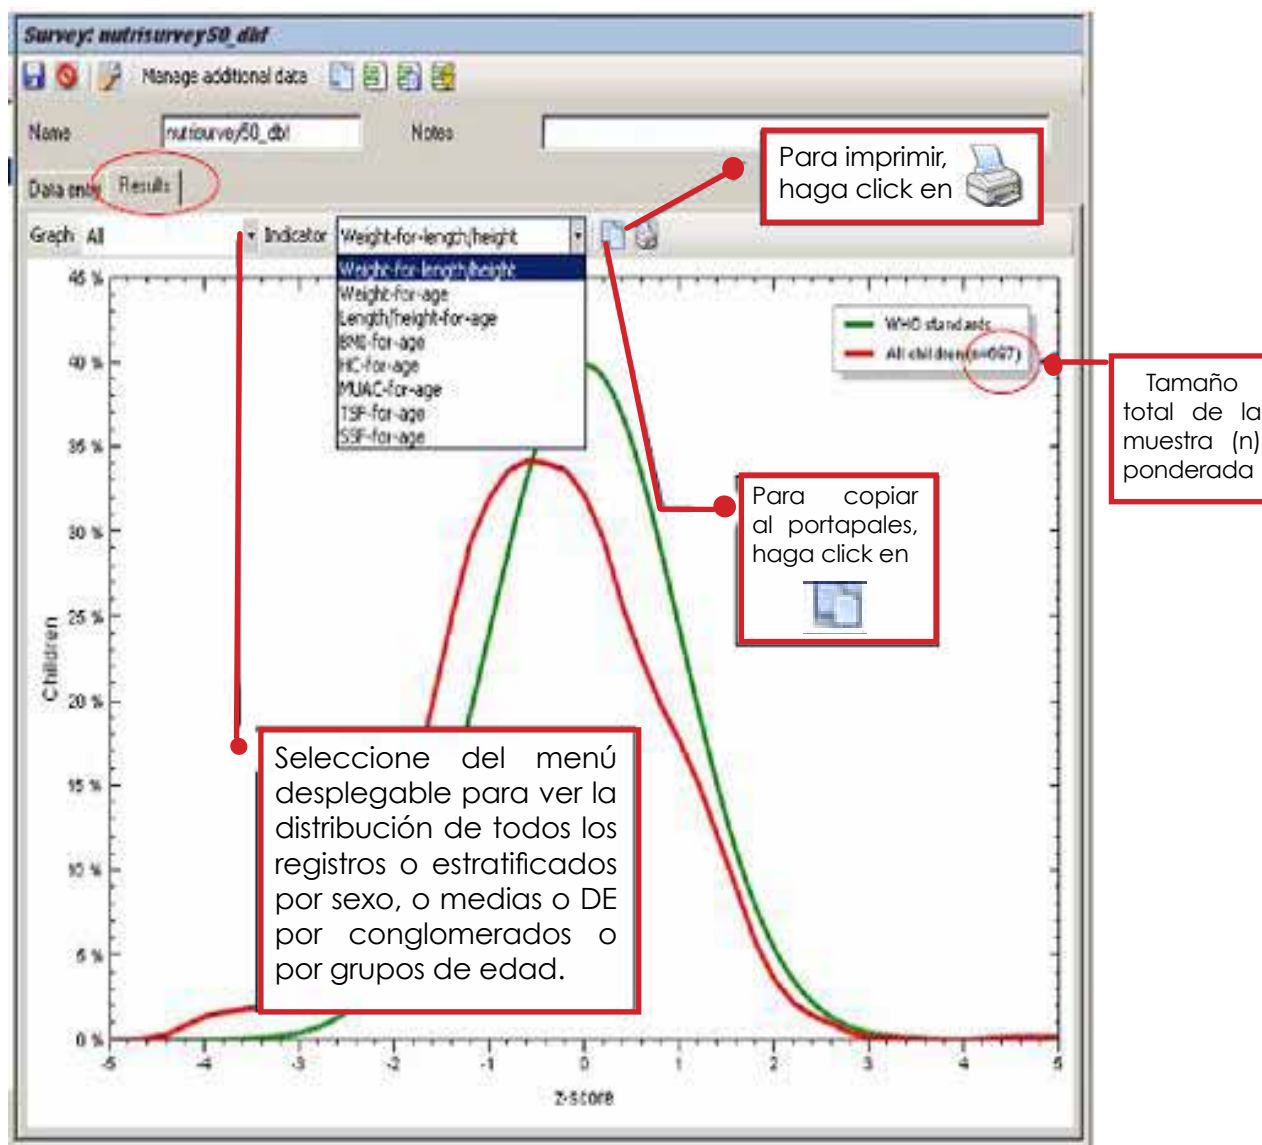 Survey: nutrisurvey50_dbf
Manage additional data
Name nutrisurvey50_dbf Notes
Data entry Results
Para imprimir,
haga click en
Graph All Indicator Weight-for-length/height
Weight-for-length/height
Weight-for-age
Length/height-for-age
BMI-for-age
HC-for-age
MUAC-for-age
TSF-for-age
SSF-for-age
WHO standards
All children
Tamaño
total de la
muestra (n)
ponderada
Para copiar
al portapales,
haga click en
Seleccione del menú
desplegable para ver la
distribución de todos los
registros o estratificados
por sexo, o medias o DE
por conglomerados o
por grupos de edad.
Children
45 %
40 %
35 %
30 %
25 %
20 %
15 %
10 %
5 %
0 %
-5 -4 -3 -2 -1 0 1 2 3 4 5
z-score